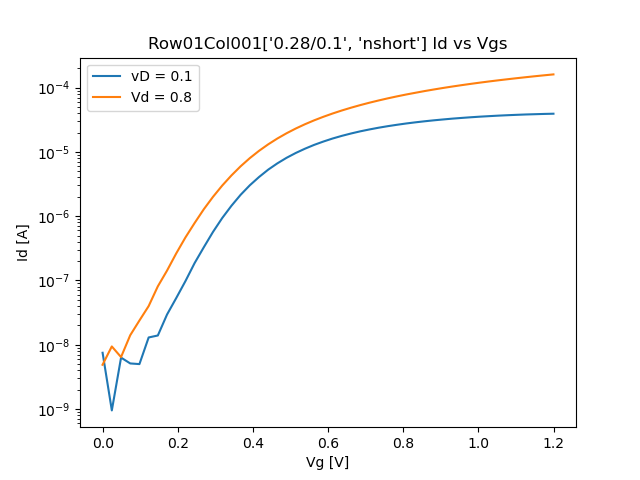 Row01Col001['0.28/0.1', 'nshort'] Id vs Vgs
vD = 0.1
Vd = 0.8
Id [A]
10⁻⁴
10⁻⁵
10⁻⁶
10⁻⁷
10⁻⁸
10⁻⁹
0.0 0.2 0.4 0.6 0.8 1.0 1.2
Vg [V]